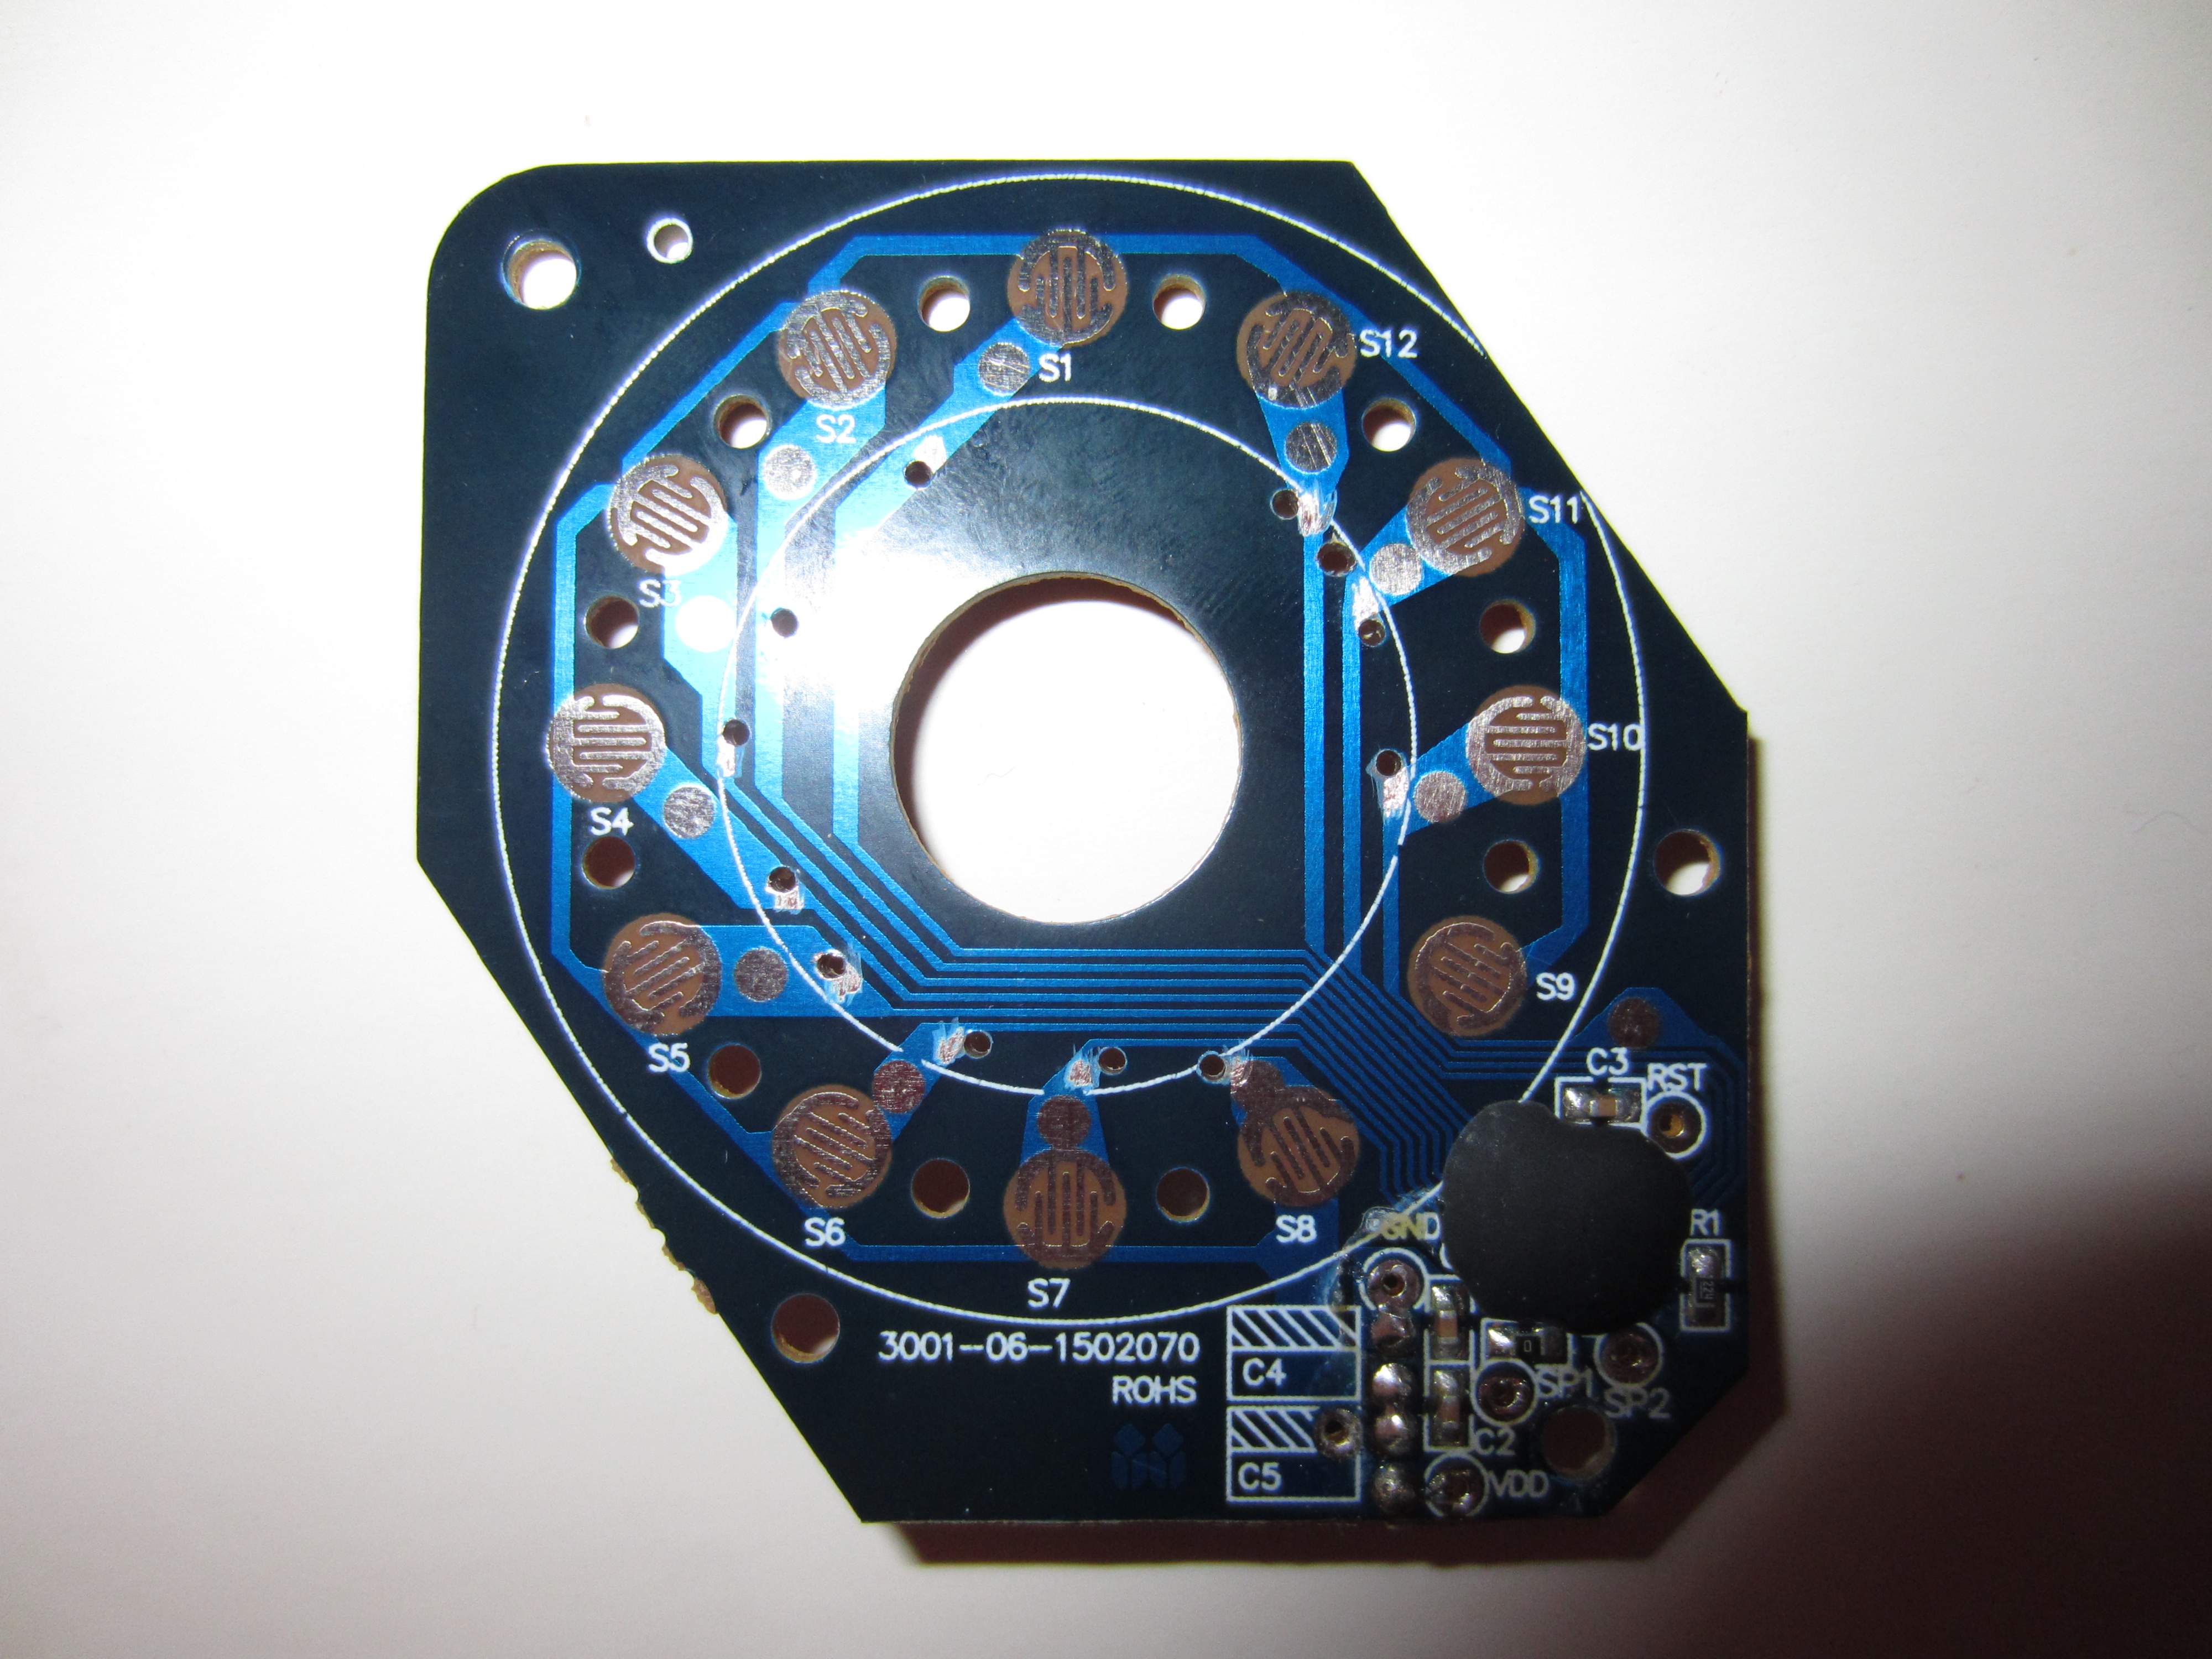 S1
S12
S2
S11
S3
S10
S4
S9
S5
C3
RST
S6
S8
GND
R1
S7
3001--06-1502070
C4
ROHS
SP1
SP2
C2
C5
VDD